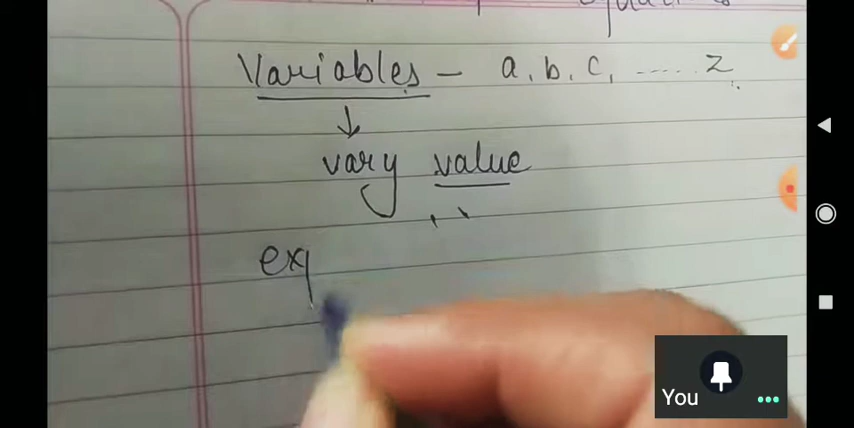 Variables - a, b, c, ..... z
vary value
ex
You